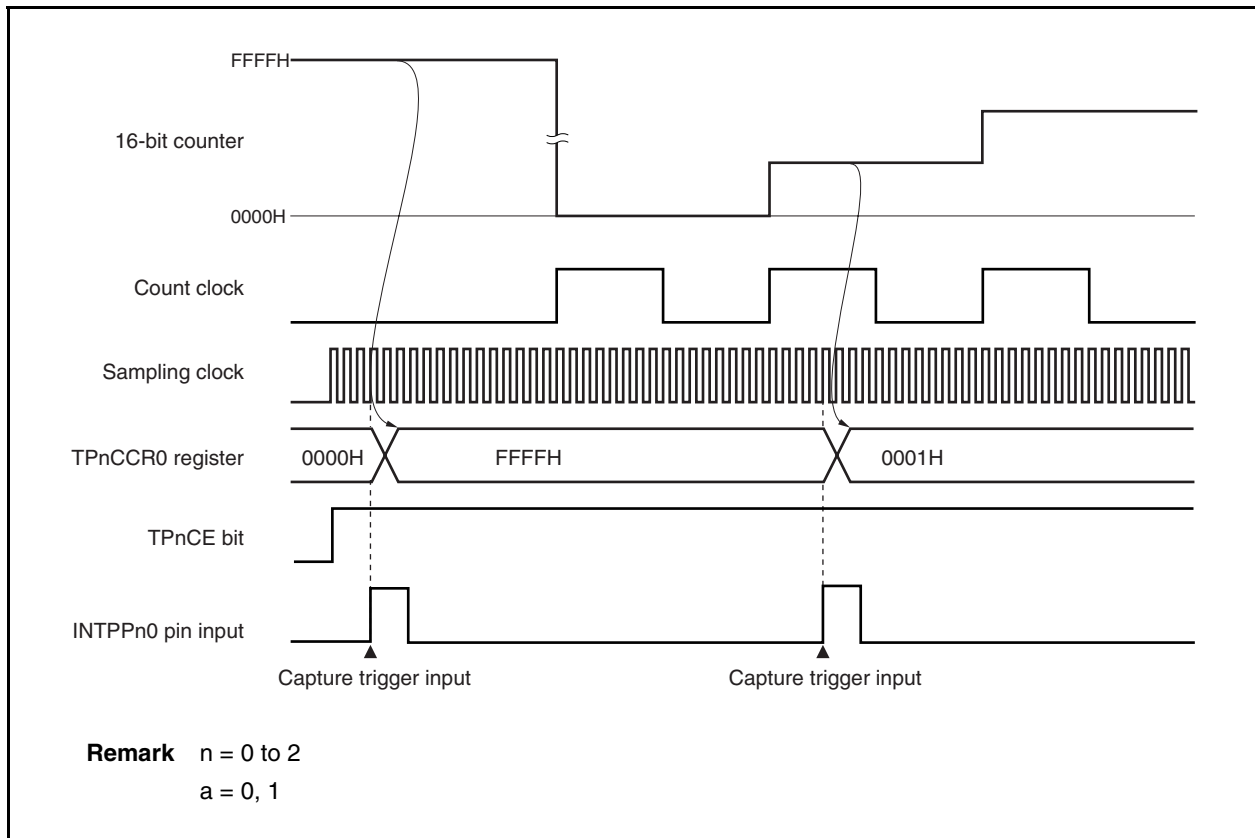 FFFFH
16-bit counter
0000H
Count clock
Sampling clock
TPnCCR0 register
0000H
FFFFH
0001H
TPnCE bit
INTPPn0 pin input
Capture trigger input
Capture trigger input
Remark n = 0 to 2
a = 0, 1